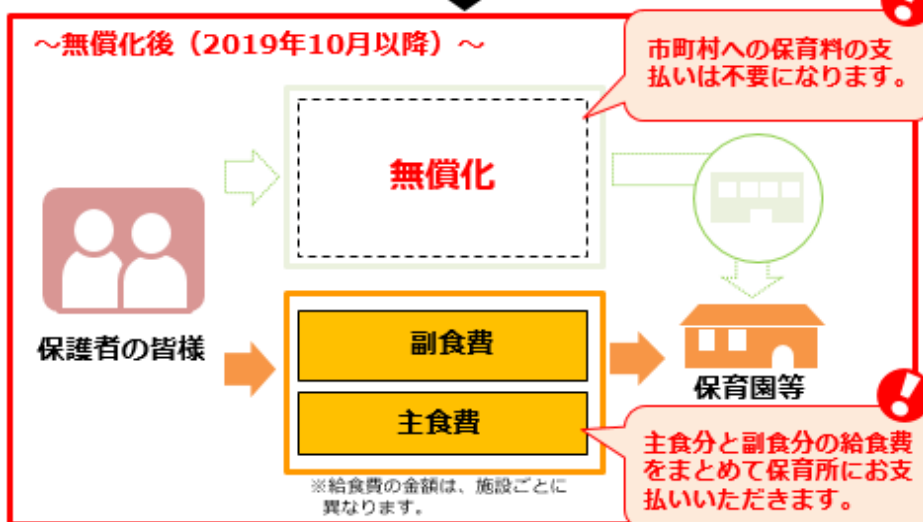 ～無償化後（2019年10月以降）～
市町村への保育料の支
払いは不要になります。
無償化
保護者の皆様
副食費
主食費
保育園等
※給食費の金額は、施設ごとに
異なります。
主食分と副食分の給食費
をまとめて保育所にお支
払いいただきます。